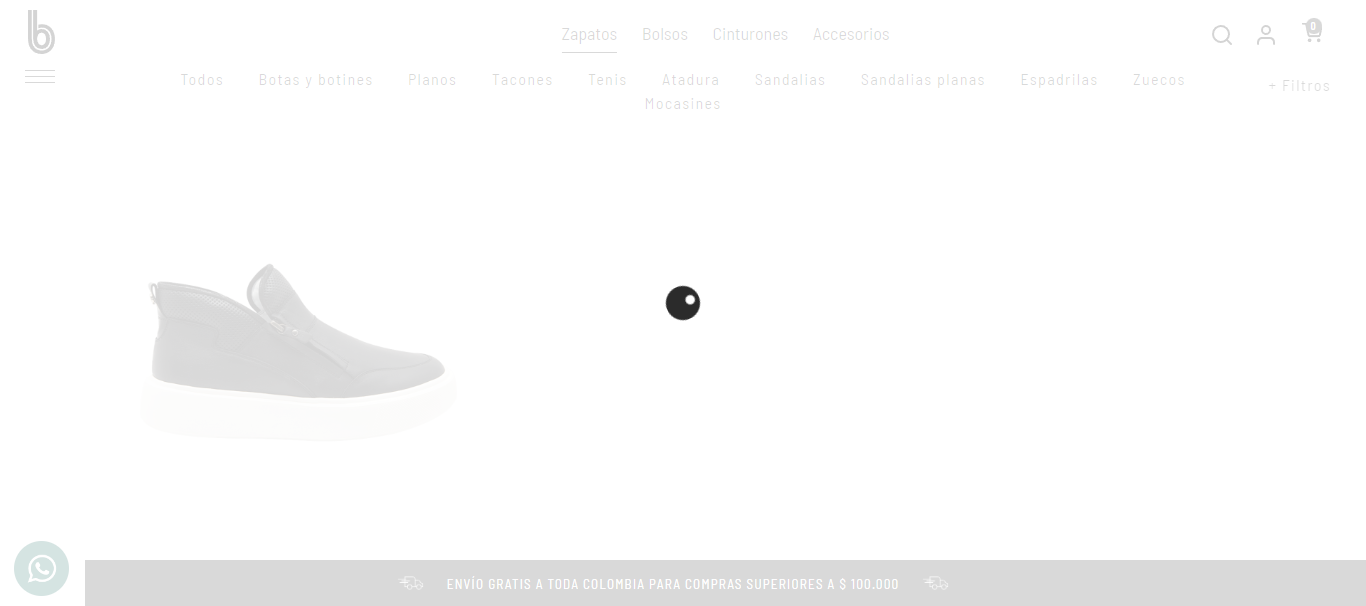 b
Zapatos Bolsos Cinturones Accesorios
0
Todos Botas y botines Planos Tacones Tenis Atadura Sandalias Sandalias planas Espadrilas Zuecos
Mocasines
+ Filtros
ENVÍO GRATIS A TODA COLOMBIA PARA COMPRAS SUPERIORES A $ 100.000